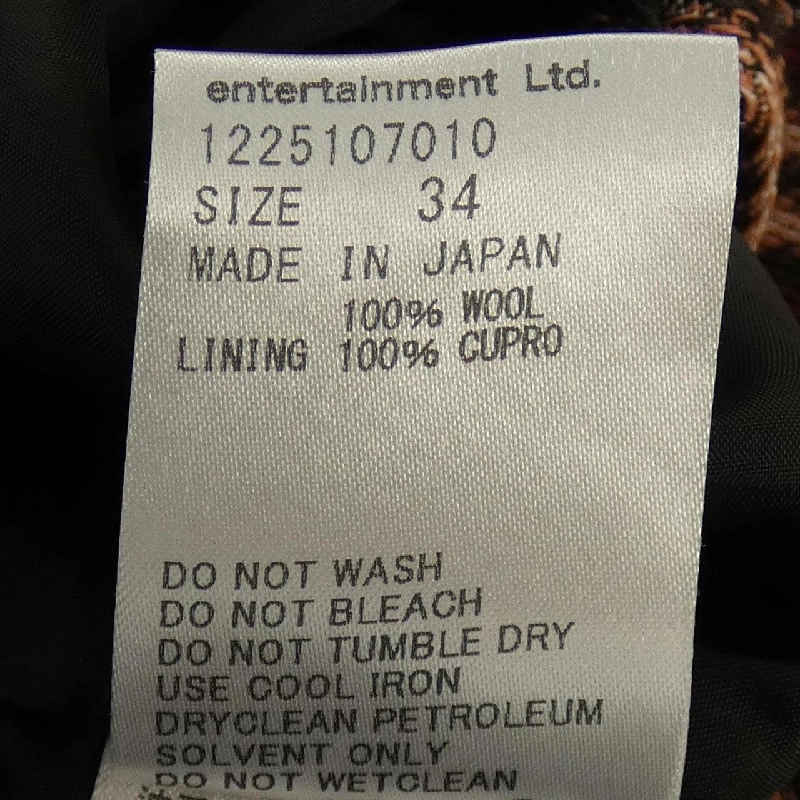 entertainment Ltd.
1225107010
SIZE 34
MADE IN JAPAN
100% WOOL
LINING 100% CUPRO
DO NOT WASH
DO NOT BLEACH
DO NOT TUMBLE DRY
USE COOL IRON
DRYCLEAN PETROLEUM
SOLVENT ONLY
DO NOT WETCLEAN